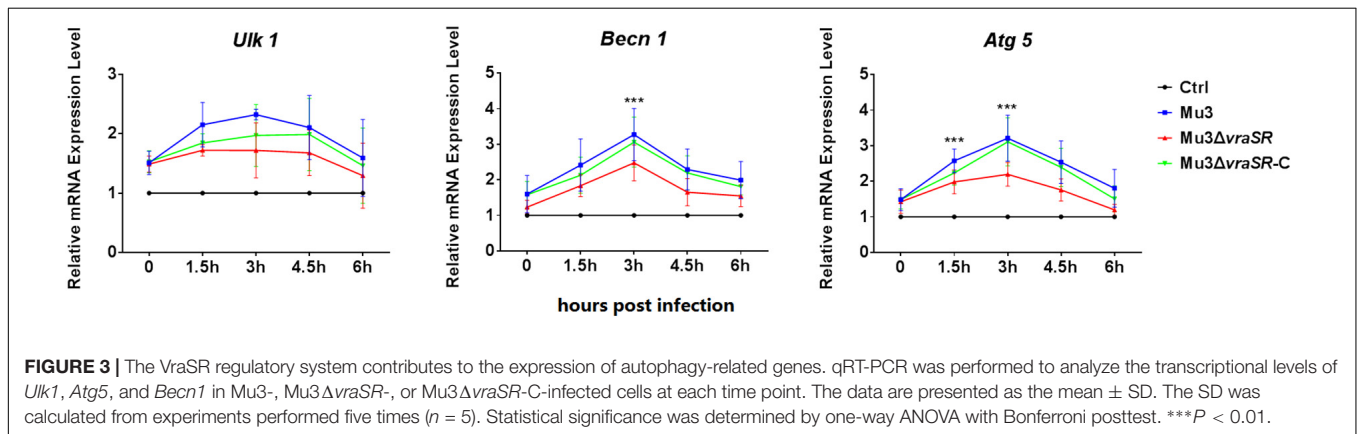 Ulk 1
Becn 1
Atg 5
Relative mRNA Expression Level
3
2
1
0
0 1.5h 3h 4.5h 6h
Relative mRNA Expression Level
5
4
3
2
1
0
***
0 1.5h 3h 4.5h 6h
Relative mRNA Expression Level
5
4
3
2
1
0
***
***
0 1.5h 3h 4.5h 6h
Ctrl
Mu3
Mu3ΔvraSR
Mu3ΔvraSR-C
hours post infection
FIGURE 3 | The VraSR regulatory system contributes to the expression of autophagy-related genes. qRT-PCR was performed to analyze the transcriptional levels of
Ulk1, Atg5, and Becn1 in Mu3-, Mu3ΔvraSR-, or Mu3ΔvraSR-C-infected cells at each time point. The data are presented as the mean ± SD. The SD was
calculated from experiments performed five times (n = 5). Statistical significance was determined by one-way ANOVA with Bonferroni posttest. ***P < 0.01.